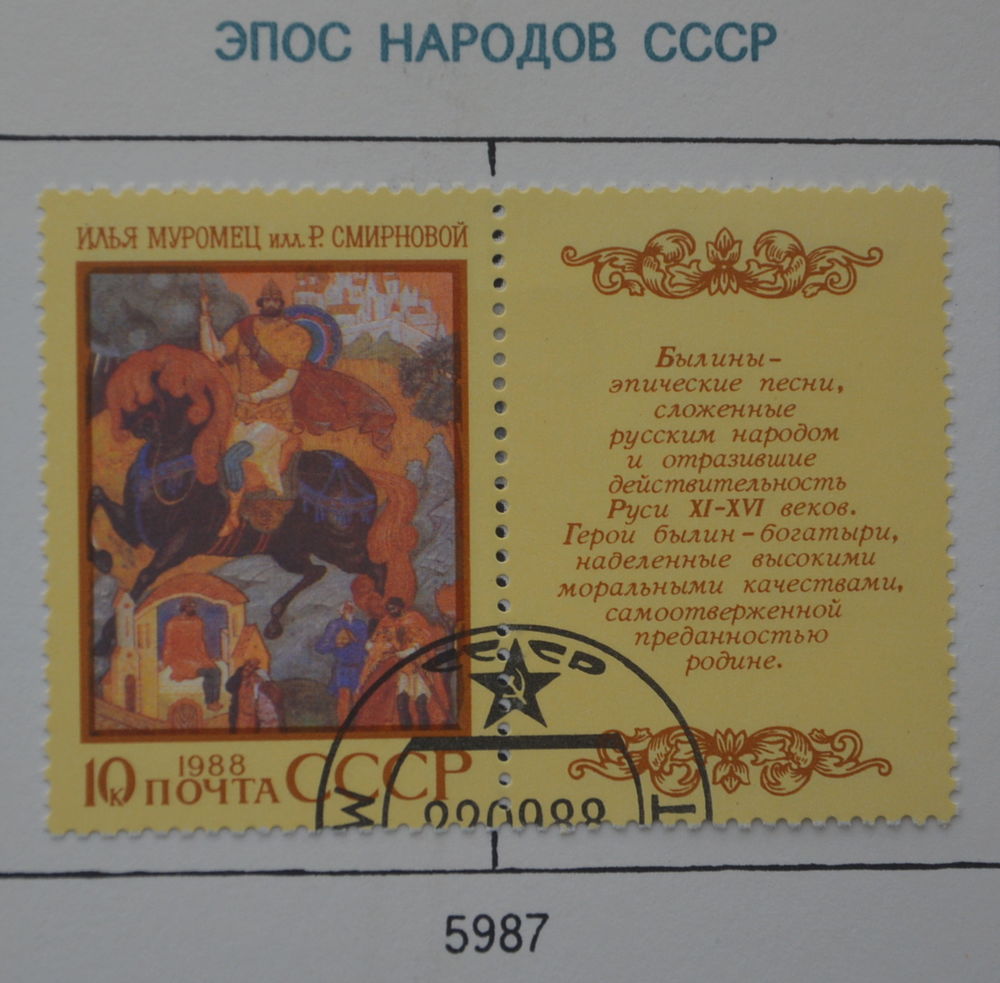 ЭПОС НАРОДОВ СССР
ИЛЬЯ МУРОМЕЦ илл. Р. СМИРНОВОЙ
Былины–
эпические песни,
сложенные
русским народом
и отразившие
действительность
Руси XI–XVI веков.
Герои былин–богатыри,
наделенные высокими
моральными качествами,
самоотверженной
преданностью
родине.
1988
10к ПОЧТА СССР
СССР
220988
5987